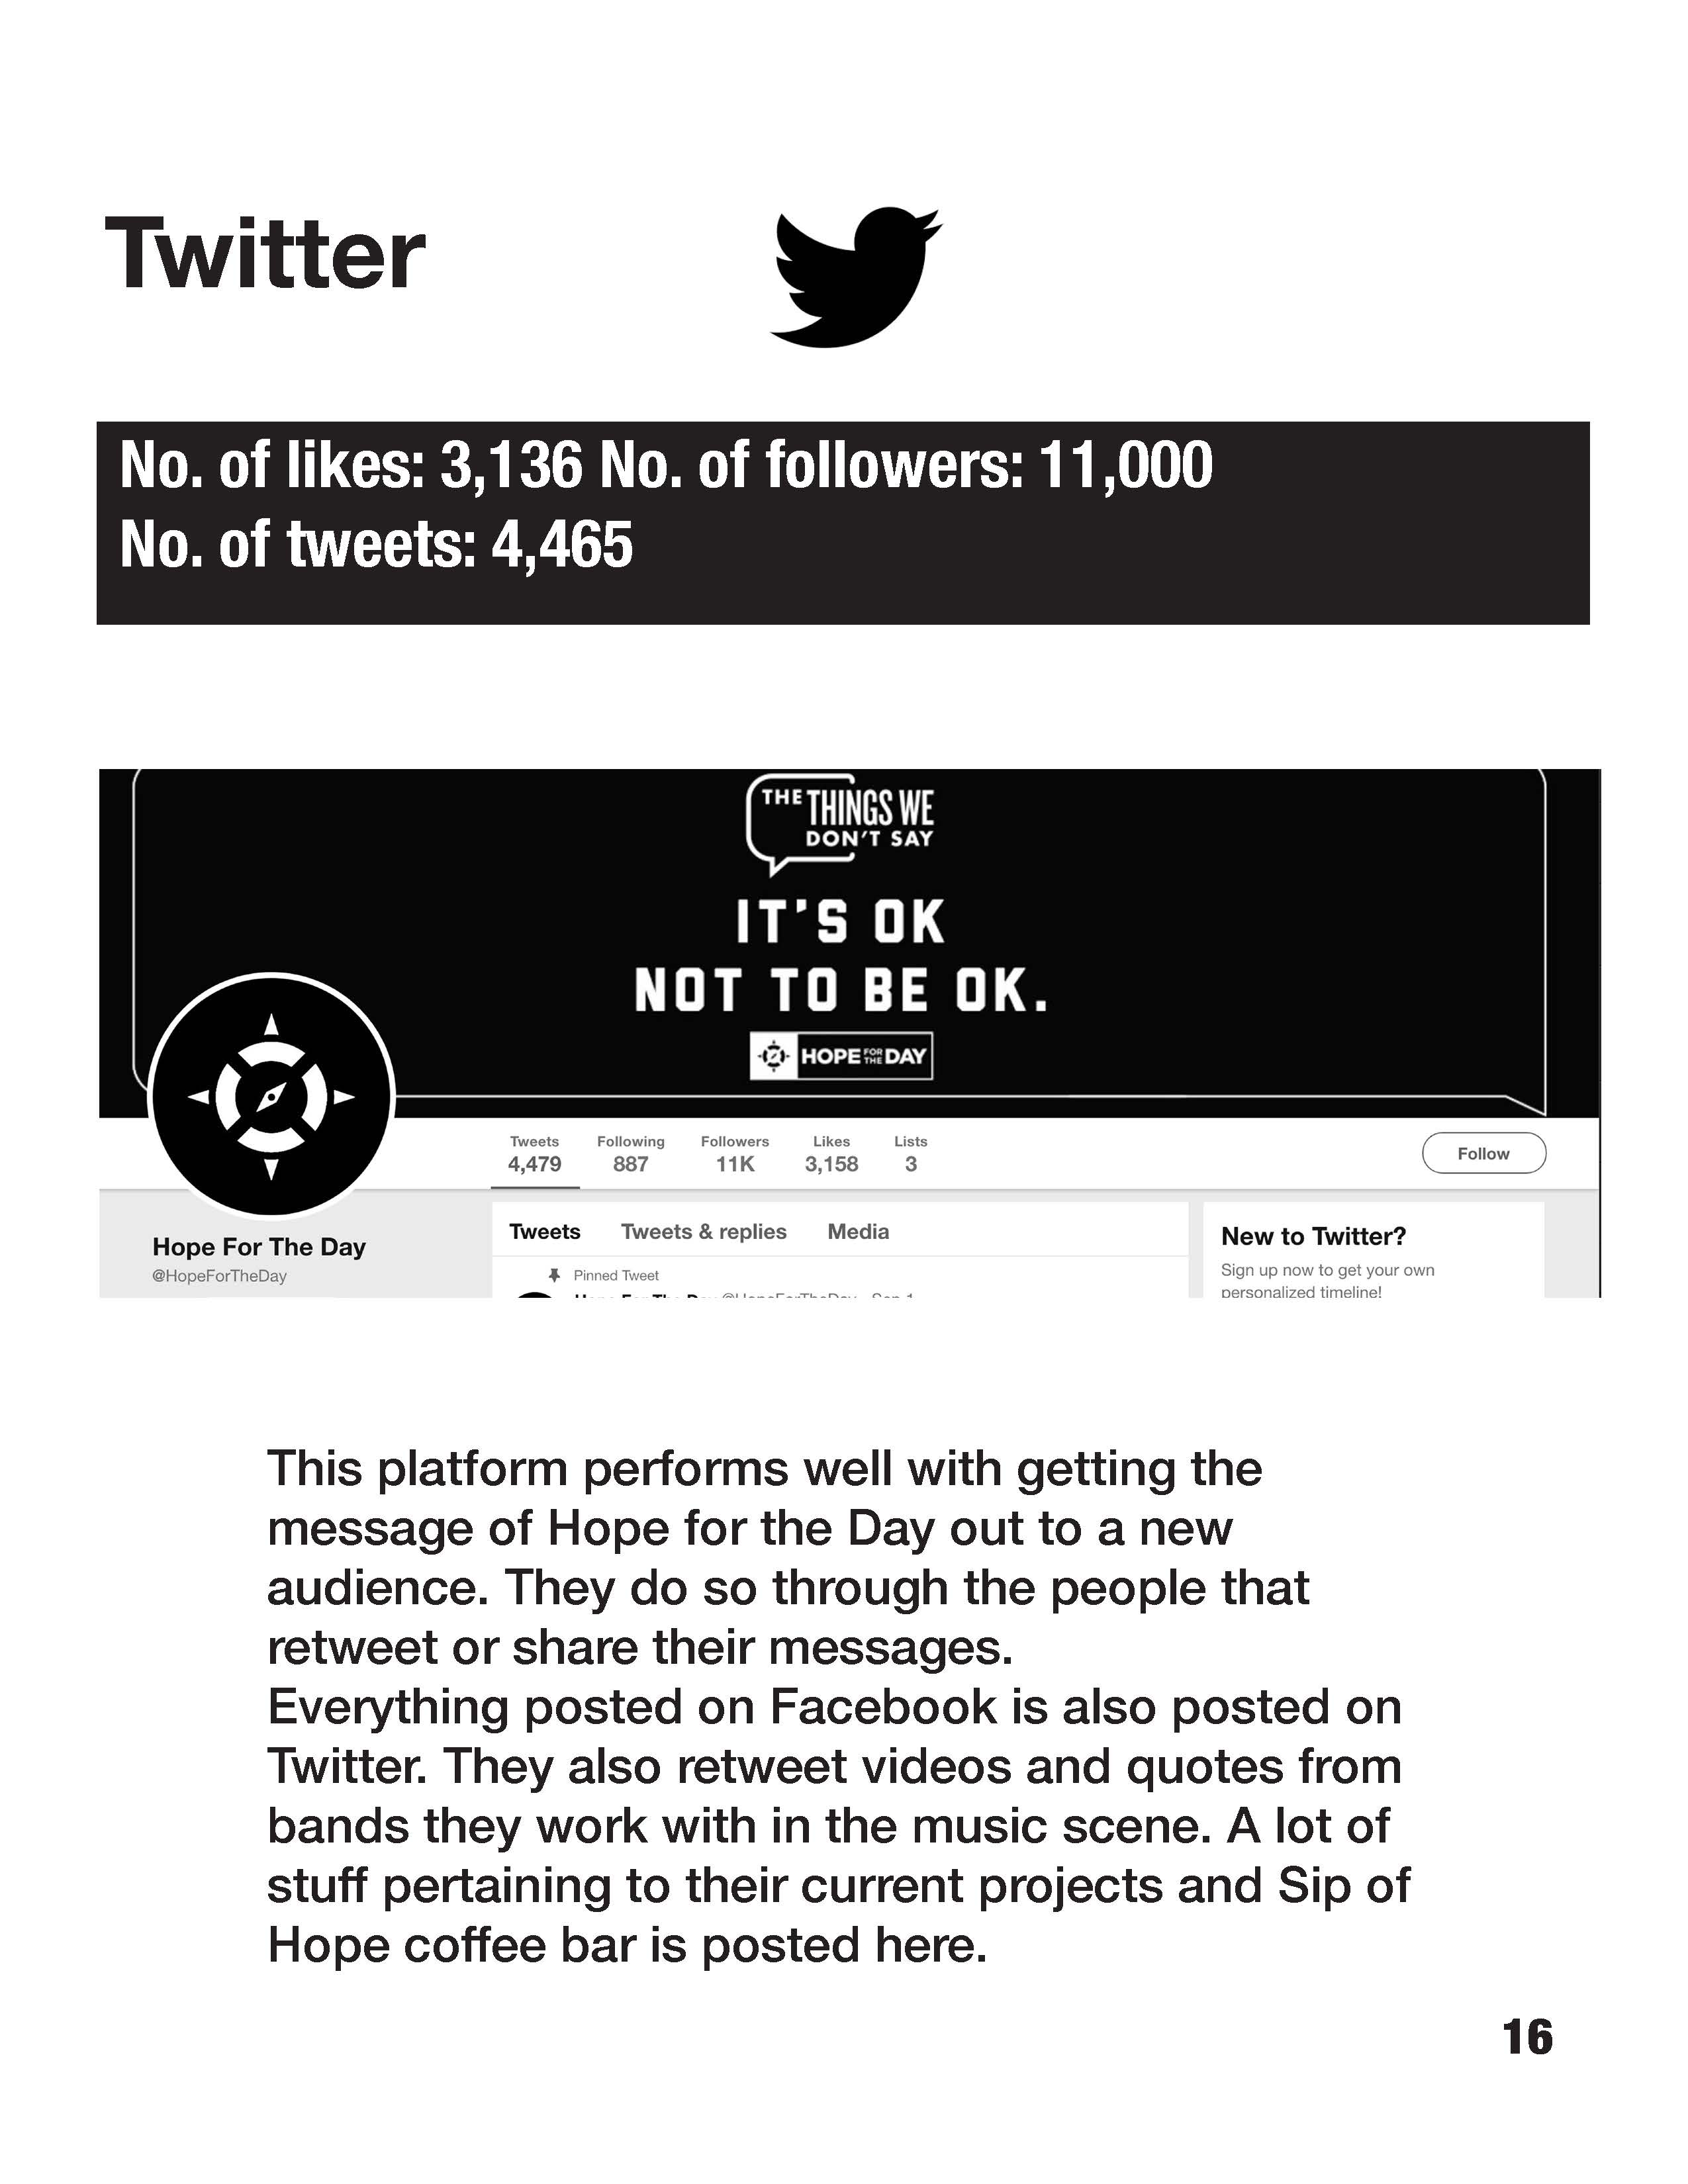 Twitter
No. of likes: 3,136 No. of followers: 11,000
No. of tweets: 4,465
THE THINGS WE
DON'T SAY
IT'S OK
NOT TO BE OK.
HOPE FOR THE DAY
Tweets Following Followers Likes Lists
4,479 887 11K 3,158 3
Follow
Hope For The Day
@HopeForTheDay
Tweets Tweets & replies Media
Pinned Tweet
New to Twitter?
Sign up now to get your own
personalized timeline!
This platform performs well with getting the
message of Hope for the Day out to a new
audience. They do so through the people that
retweet or share their messages.
Everything posted on Facebook is also posted on
Twitter. They also retweet videos and quotes from
bands they work with in the music scene. A lot of
stuff pertaining to their current projects and Sip of
Hope coffee bar is posted here.
16